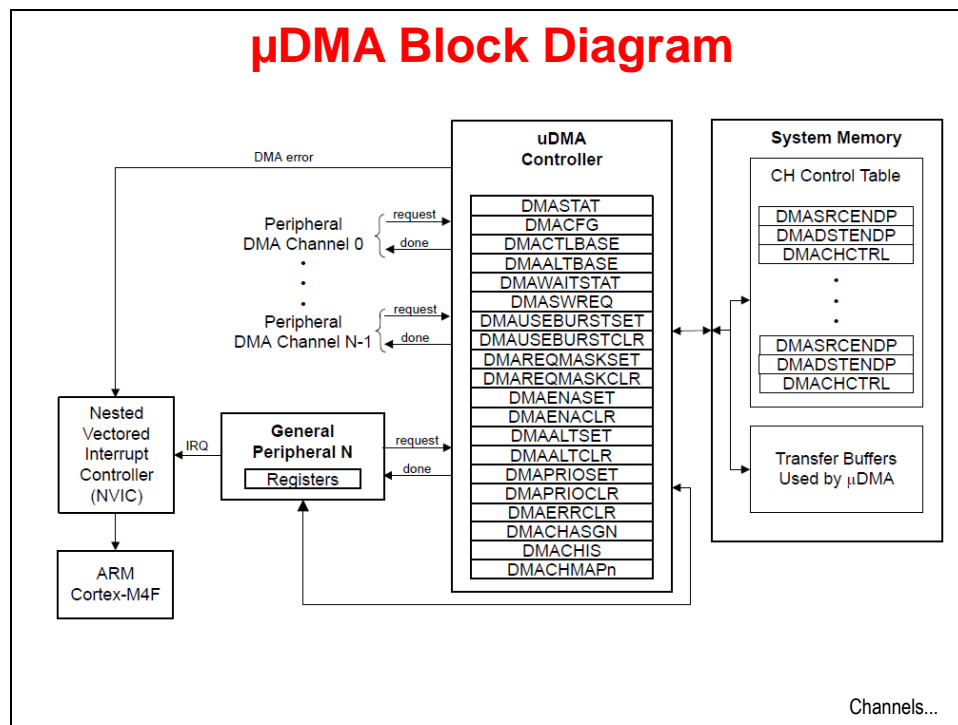 µDMA Block Diagram
DMA error
Peripheral
DMA Channel 0
request
done
•
•
•
Peripheral
DMA Channel N-1
request
done
Nested
Vectored
Interrupt
Controller
(NVIC)
IRQ
General
Peripheral N
Registers
request
done
ARM
Cortex-M4F
uDMA
Controller
DMASTAT
DMACFG
DMACTLBASE
DMAALTBASE
DMAWAITSTAT
DMASWREQ
DMAUSEBURSTSET
DMAUSEBURSTCLR
DMAREQMASKSET
DMAREQMASKCLR
DMAENASET
DMAENACLR
DMAALTSET
DMAALTCLR
DMAPRIOSET
DMAPRIOCLR
DMAERRCLR
DMACHASGN
DMACHIS
DMACHMAPn
System Memory
CH Control Table
DMASRCENDP
DMADSTENDP
DMACHCTRL
•
•
•
DMASRCENDP
DMADSTENDP
DMACHCTRL
Transfer Buffers
Used by µDMA
Channels...